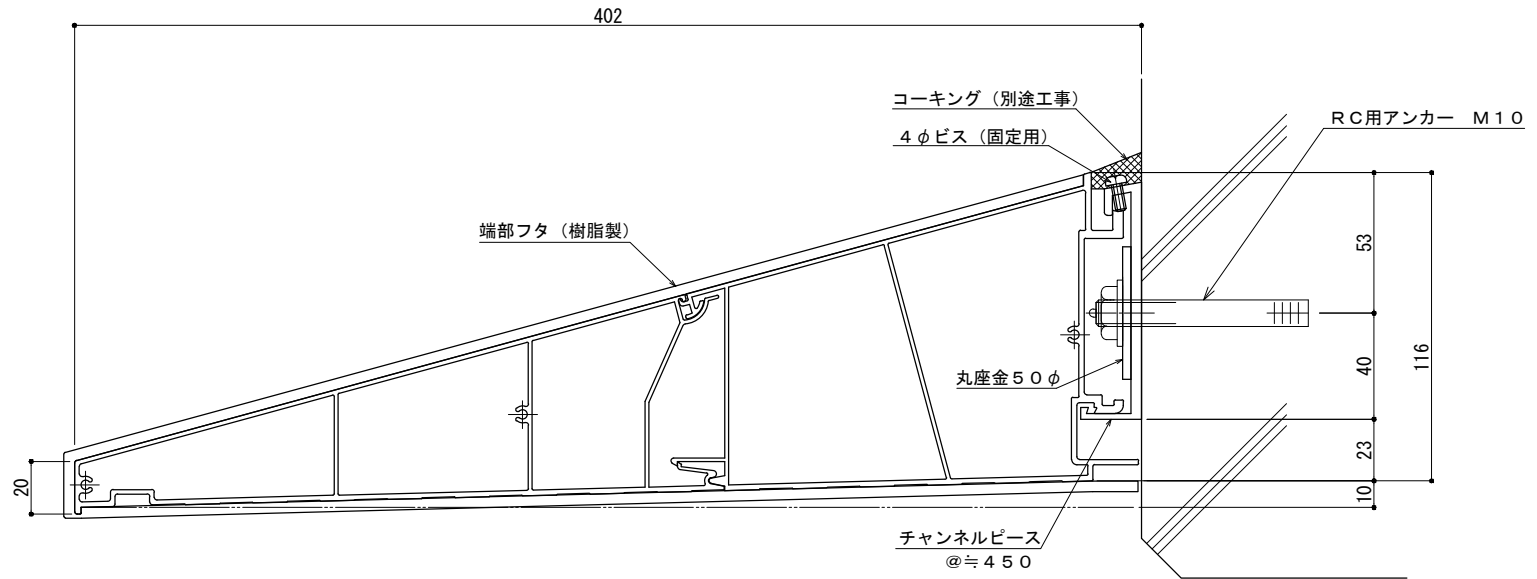 402
コーキング（別途工事）
RC用アンカー　M10
4φビス（固定用）
端部フタ（樹脂製）
53
116
40
丸座金50φ
23
20
10
チャンネルピース
@≒450